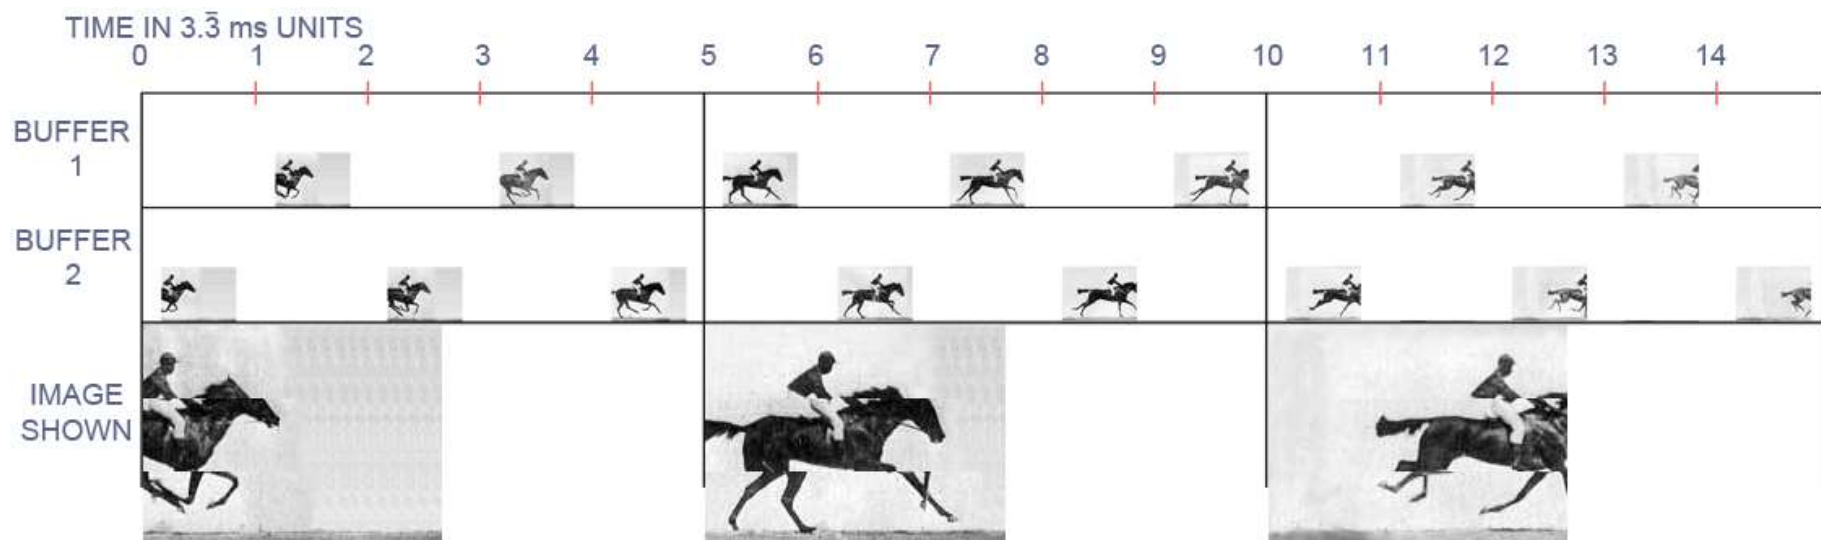 TIME IN 3.3̅ ms UNITS
0 1 2 3 4 5 6 7 8 9 10 11 12 13 14
BUFFER
1
BUFFER
2
IMAGE
SHOWN